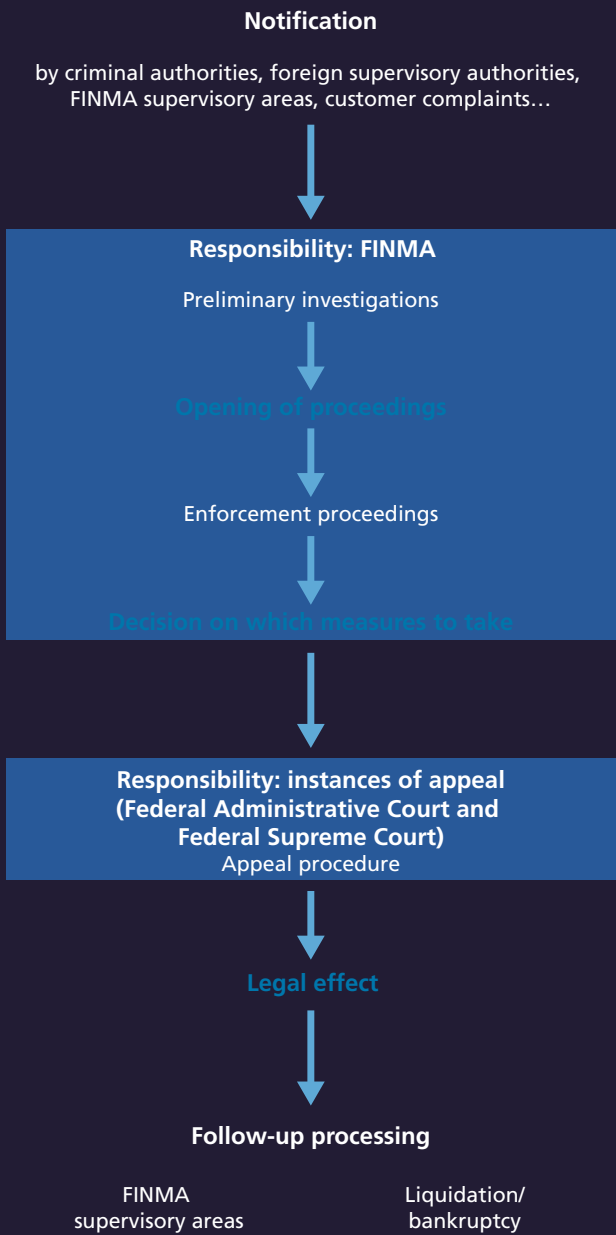 Notification
by criminal authorities, foreign supervisory authorities,
FINMA supervisory areas, customer complaints…
Responsibility: FINMA
Preliminary investigations
Opening of proceedings
Enforcement proceedings
Decision on which measures to take
Responsibility: instances of appeal
(Federal Administrative Court and
Federal Supreme Court)
Appeal procedure
Legal effect
Follow-up processing
FINMA
supervisory areas
Liquidation/
bankruptcy